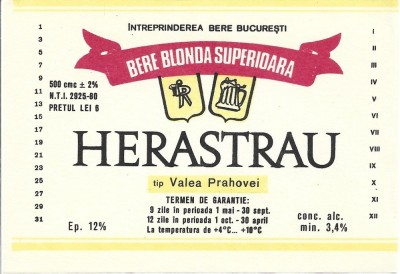 ÎNTREPRINDEREA BERE BUCUREŞTI
BERE BLONDA SUPERIOARA
500 cmc ± 2%
N.T.I. 2825-80
PRETUL LEI 6
HERASTRAU
tip Valea Prahovei
TERMEN DE GARANTIE:
9 zile in perioada 1 mai - 30 sept.
12 zile in perioada 1 oct. - 30 april
La temperatura de +4°C... +10°C
Ep. 12%
conc. alc.
min. 3,4%
1
3
5
7
9
11
13
15
17
19
21
23
25
27
29
31
I
II
III
IV
V
VI
VII
VIII
IX
X
XI
XII